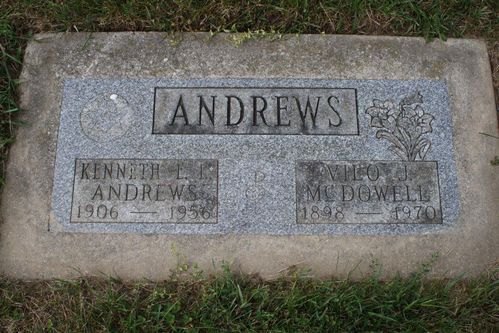 ANDREWS
KENNETH L.
ANDREWS
1906 — 1956
J.
MCDOWELL
1898 — 1970